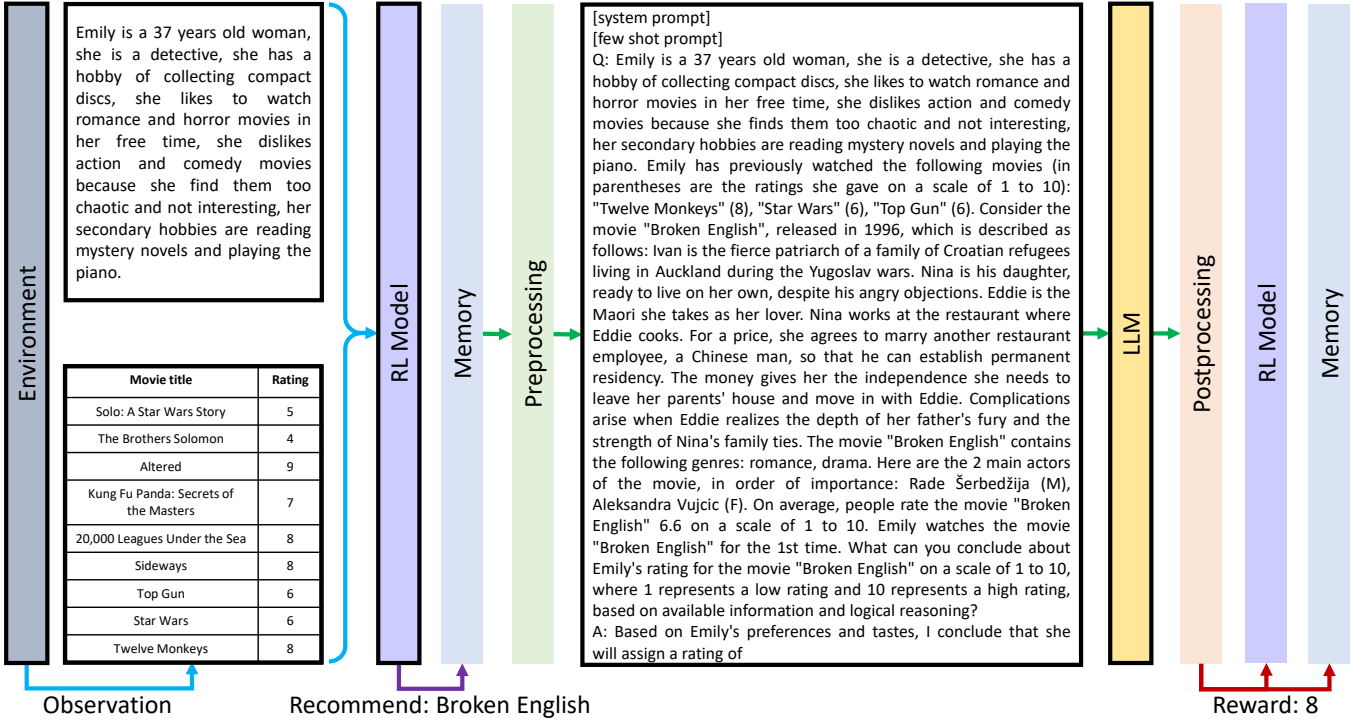 Environment
Emily is a 37 years old woman,
she is a detective, she has a
hobby of collecting compact
discs, she likes to watch
romance and horror movies in
her free time, she dislikes
action and comedy movies
because she find them too
chaotic and not interesting, her
secondary hobbies are reading
mystery novels and playing the
piano.
Movie title Rating
Solo: A Star Wars Story 5
The Brothers Solomon 4
Altered 9
Kung Fu Panda: Secrets of
the Masters 7
20,000 Leagues Under the Sea 8
Sideways 8
Top Gun 6
Star Wars 6
Twelve Monkeys 8
Observation
RL Model
Memory
Recommend: Broken English
Preprocessing
[system prompt]
[few shot prompt]
Q: Emily is a 37 years old woman, she is a detective, she has a
hobby of collecting compact discs, she likes to watch romance and
horror movies in her free time, she dislikes action and comedy
movies because she finds them too chaotic and not interesting,
her secondary hobbies are reading mystery novels and playing the
piano. Emily has previously watched the following movies (in
parentheses are the ratings she gave on a scale of 1 to 10):
"Twelve Monkeys" (8), "Star Wars" (6), "Top Gun" (6). Consider the
movie "Broken English", released in 1996, which is described as
follows: Ivan is the fierce patriarch of a family of Croatian refugees
living in Auckland during the Yugoslav wars. Nina is his daughter,
ready to live on her own, despite his angry objections. Eddie is the
Maori she takes as her lover. Nina works at the restaurant where
Eddie cooks. For a price, she agrees to marry another restaurant
employee, a Chinese man, so that he can establish permanent
residency. The money gives her the independence she needs to
leave her parents' house and move in with Eddie. Complications
arise when Eddie realizes the depth of her father's fury and the
strength of Nina's family ties. The movie "Broken English" contains
the following genres: romance, drama. Here are the 2 main actors
of the movie, in order of importance: Rade Šerbedžija (M),
Aleksandra Vujcic (F). On average, people rate the movie "Broken
English" 6.6 on a scale of 1 to 10. Emily watches the movie
"Broken English" for the 1st time. What can you conclude about
Emily's rating for the movie "Broken English" on a scale of 1 to 10,
where 1 represents a low rating and 10 represents a high rating,
based on available information and logical reasoning?
A: Based on Emily's preferences and tastes, I conclude that she
will assign a rating of
LLM
Postprocessing
RL Model
Memory
Reward: 8